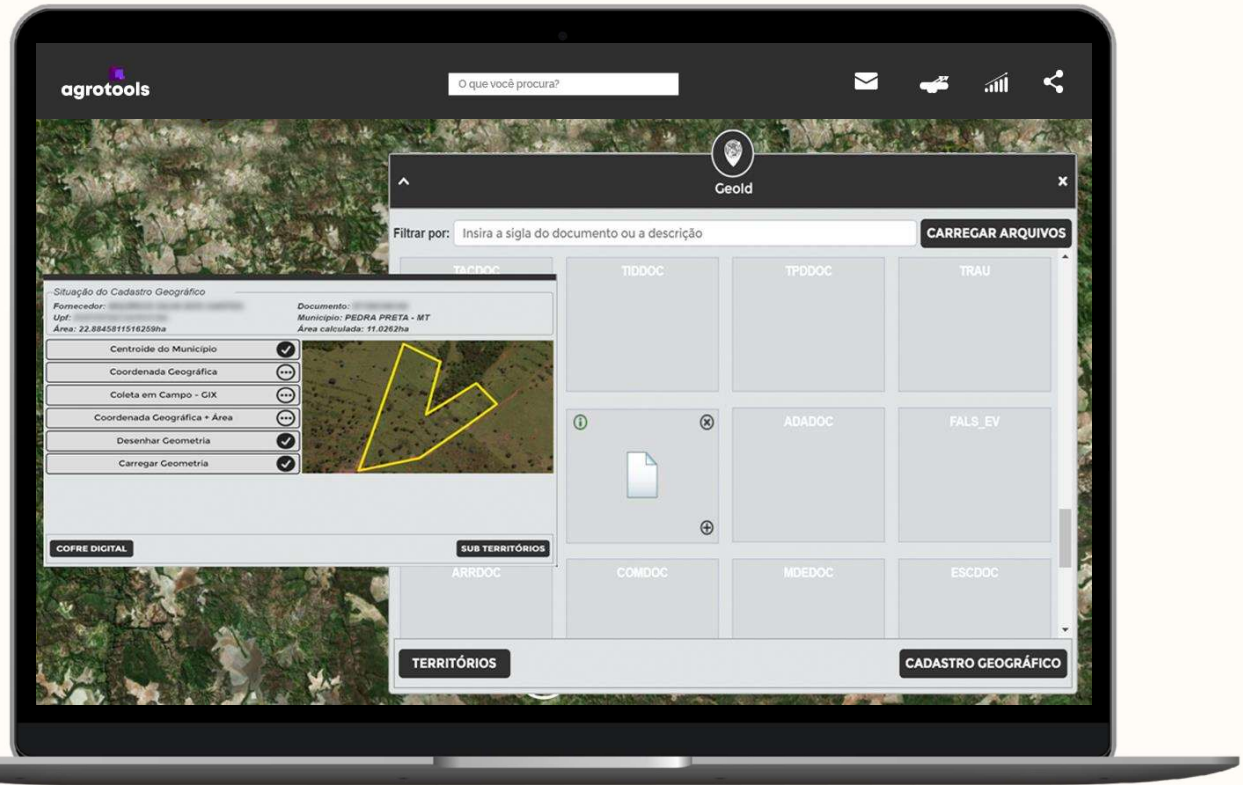 agrotools
O que você procura?
GeoId
Filtrar por: Insira a sigla do documento ou a descrição CARREGAR ARQUIVOS
TACDOC TIDDOC TPDDOC TRAU
Situação do Cadastro Geográfico
Fornecedor: Documento:
Upf: Município: PEDRA PRETA - MT
Área: 22.8845811516259ha Área calculada: 11.0262ha
Centroide do Município
Coordenada Geográfica
Coleta em Campo - GIX
Coordenada Geográfica + Área
Desenhar Geometria
Carregar Geometria
COFRE DIGITAL SUB TERRITÓRIOS
ADADOC FALS_EV
ARRDOC COMDOC MDEDOC ESCDOC
TERRITÓRIOS CADASTRO GEOGRÁFICO